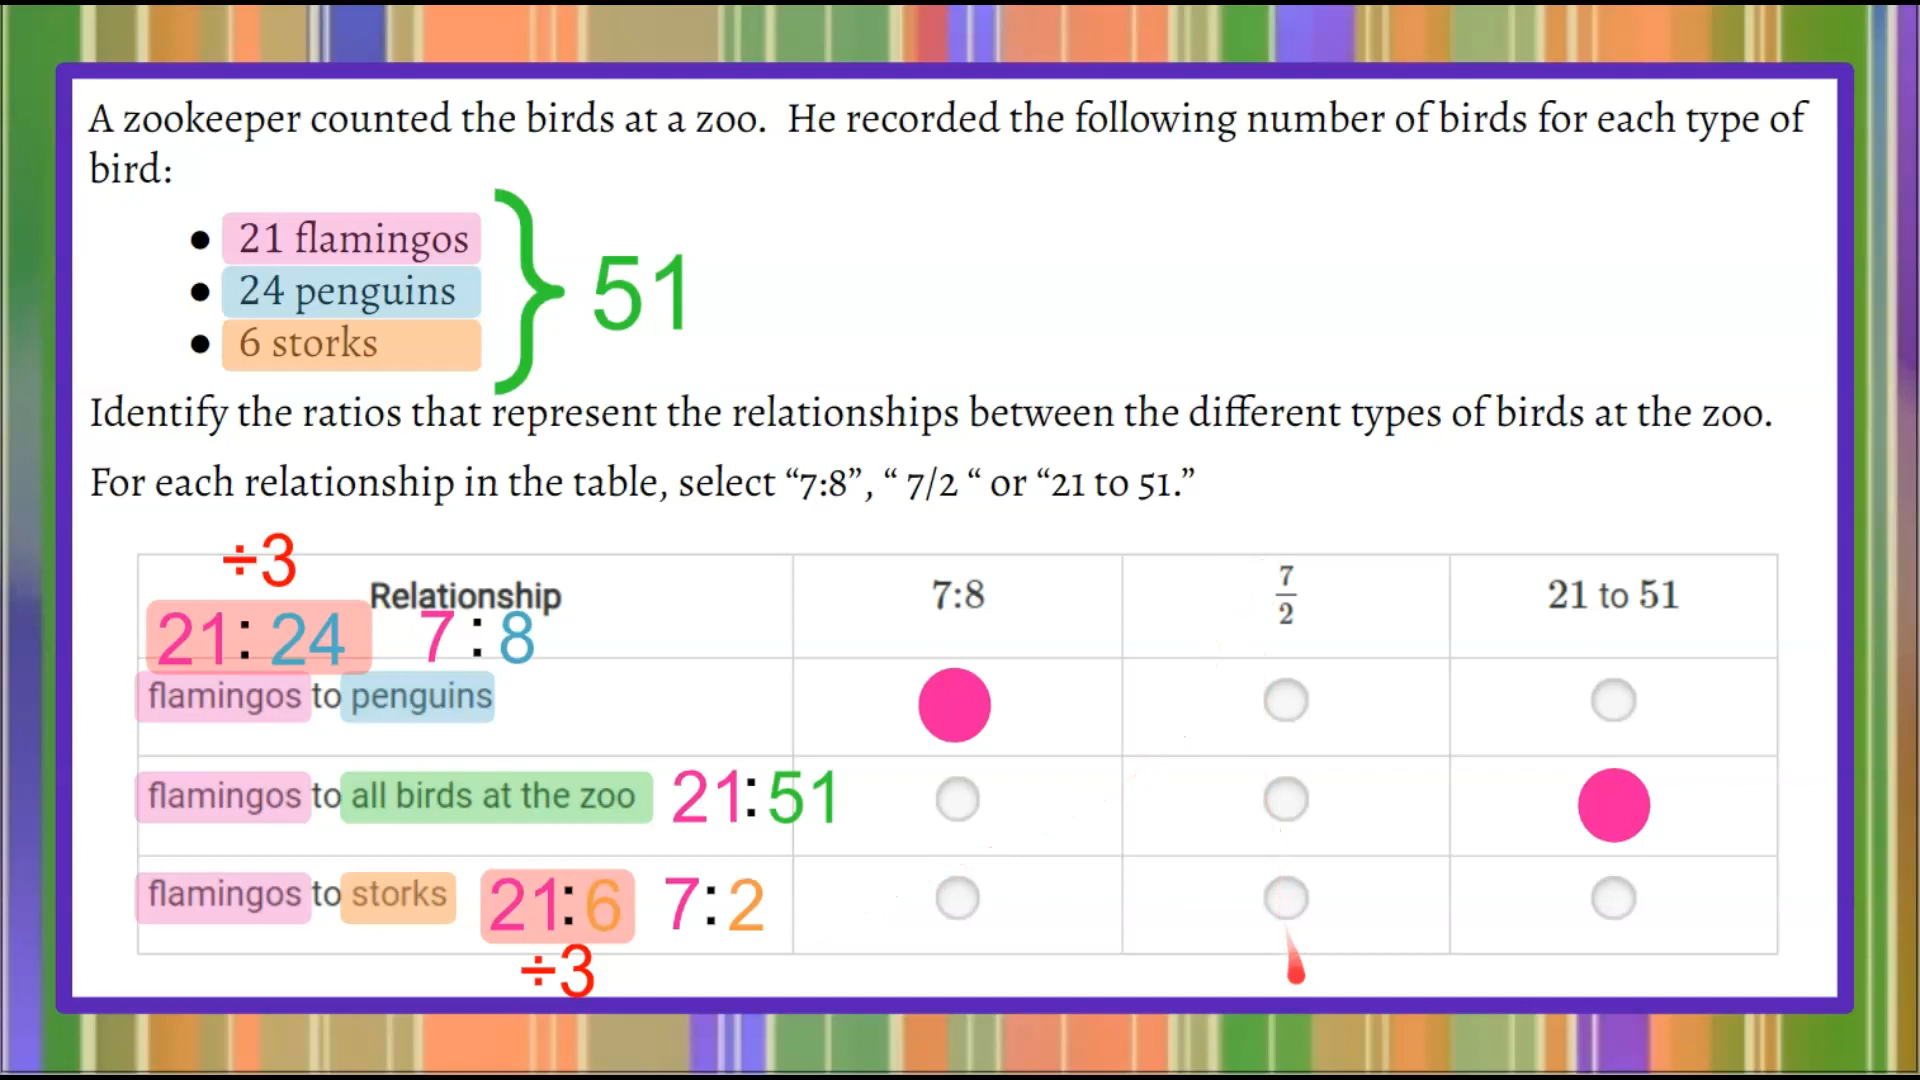 A zookeeper counted the birds at a zoo. He recorded the following number of birds for each type of
bird:
● 21 flamingos
● 24 penguins
● 6 storks
} 51
Identify the ratios that represent the relationships between the different types of birds at the zoo.
For each relationship in the table, select “7:8”, “ 7/2 “ or “21 to 51.”
÷3
Relationship 7:8 7/2 21 to 51
21:24 7:8
flamingos to penguins
flamingos to all birds at the zoo 21:51
flamingos to storks 21:6 7:2
÷3